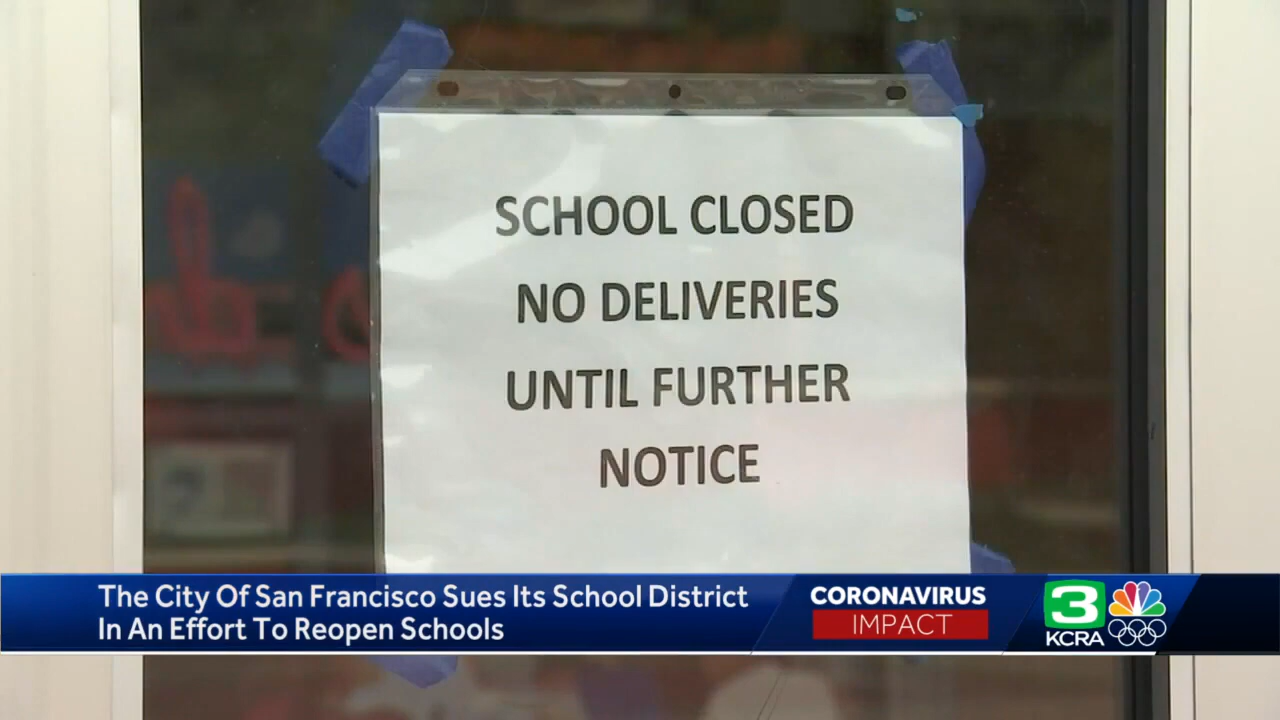 SCHOOL CLOSED
NO DELIVERIES
UNTIL FURTHER
NOTICE
The City Of San Francisco Sues Its School District
In An Effort To Reopen Schools
CORONAVIRUS
IMPACT
3
KCRA